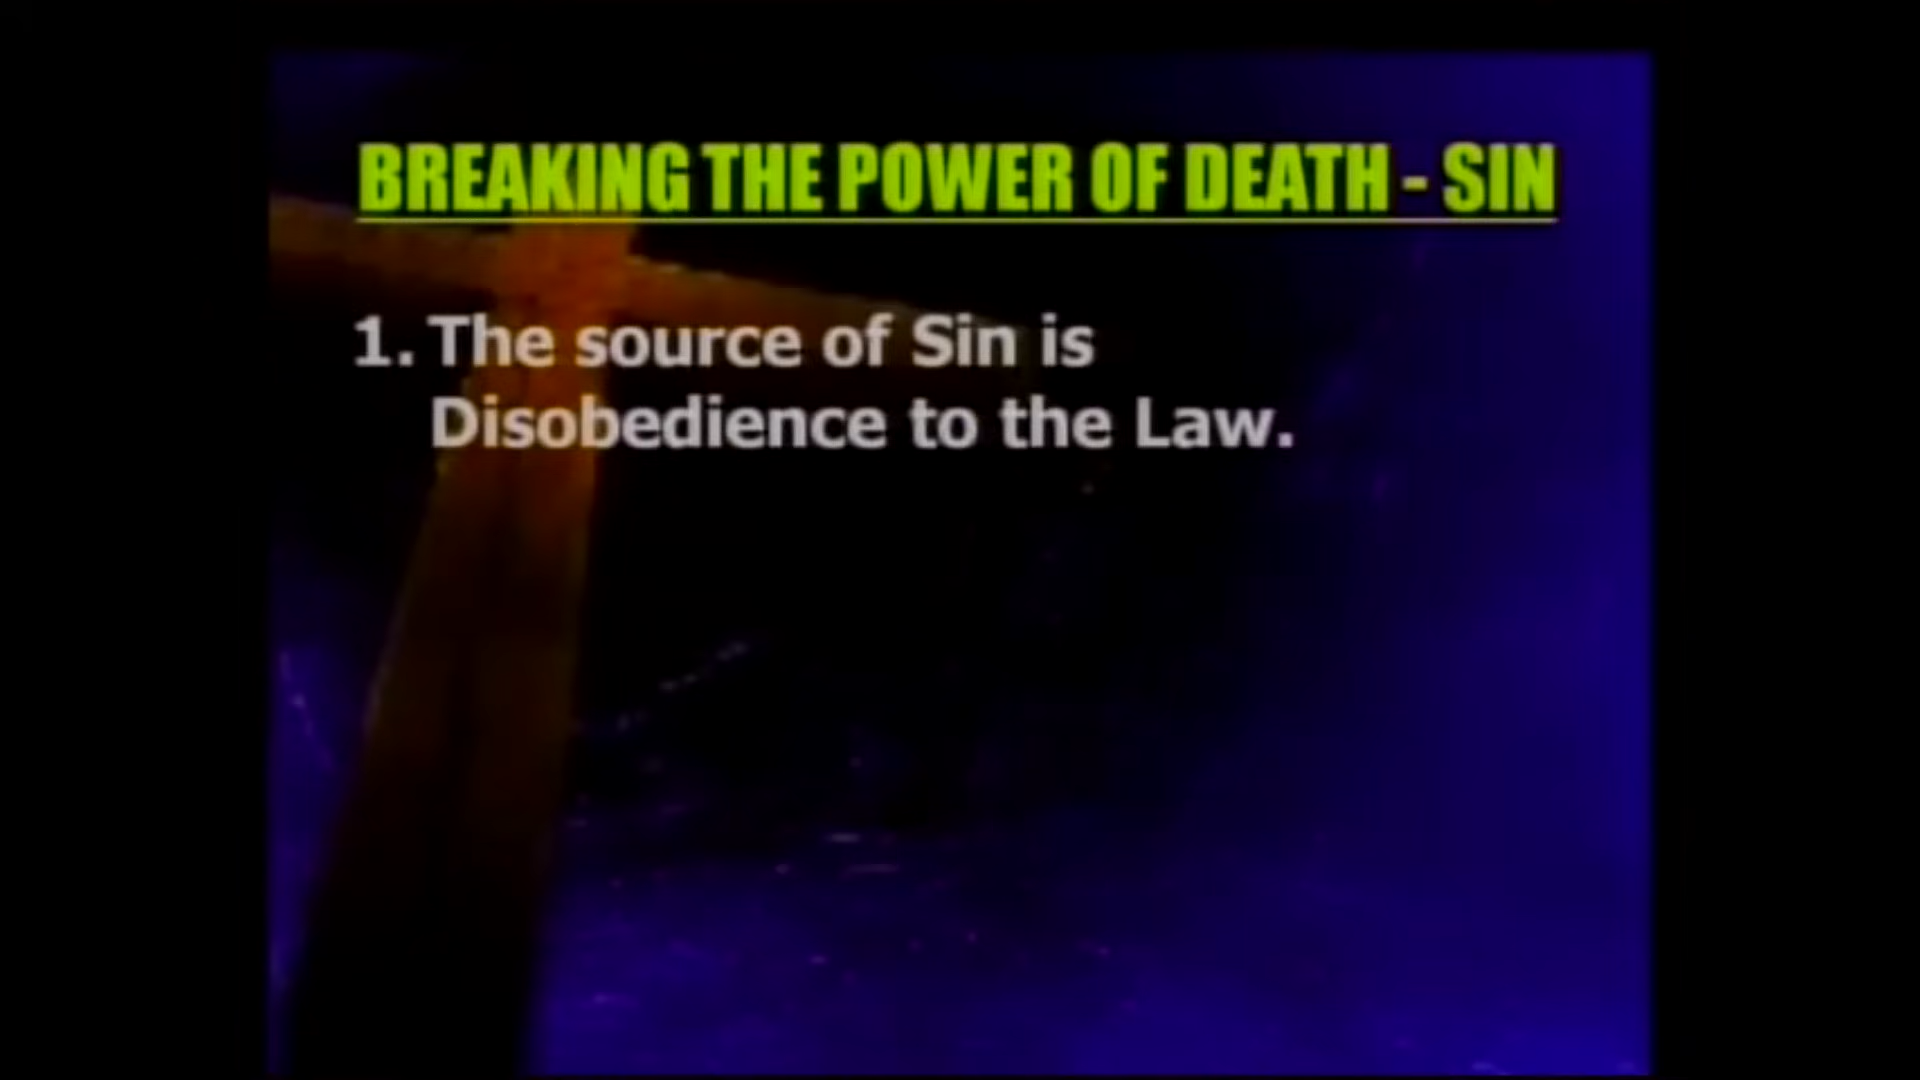 BREAKING THE POWER OF DEATH - SIN
1. The source of Sin is
Disobedience to the Law.